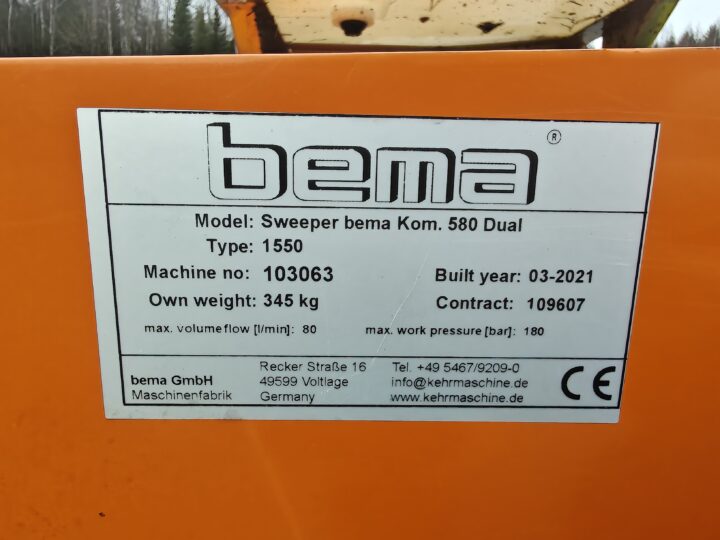 bema ®
Model: Sweeper bema Kom. 580 Dual
Type: 1550
Machine no: 103063 Built year: 03-2021
Own weight: 345 kg Contract: 109607
max. volumeflow [l/min]: 80 max. work pressure [bar]: 180
bema GmbH
Maschinenfabrik
Recker Straße 16
49599 Voltlage
Germany
Tel. +49 5467/9209-0
info@kehrmaschine.de
www.kehrmaschine.de
CE